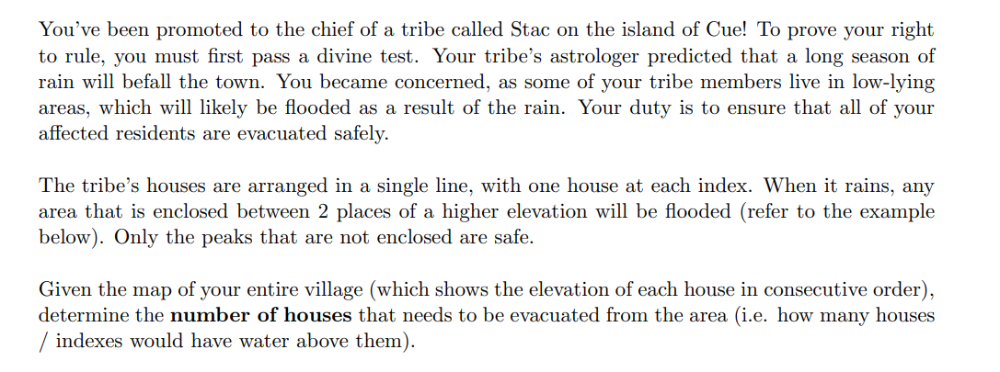 You've been promoted to the chief of a tribe called Stac on the island of Cue! To prove your right
to rule, you must first pass a divine test. Your tribe's astrologer predicted that a long season of
rain will befall the town. You became concerned, as some of your tribe members live in low-lying
areas, which will likely be flooded as a result of the rain. Your duty is to ensure that all of your
affected residents are evacuated safely.
The tribe's houses are arranged in a single line, with one house at each index. When it rains, any
area that is enclosed between 2 places of a higher elevation will be flooded (refer to the example
below). Only the peaks that are not enclosed are safe.
Given the map of your entire village (which shows the elevation of each house in consecutive order),
determine the number of houses that needs to be evacuated from the area (i.e. how many houses
/ indexes would have water above them).